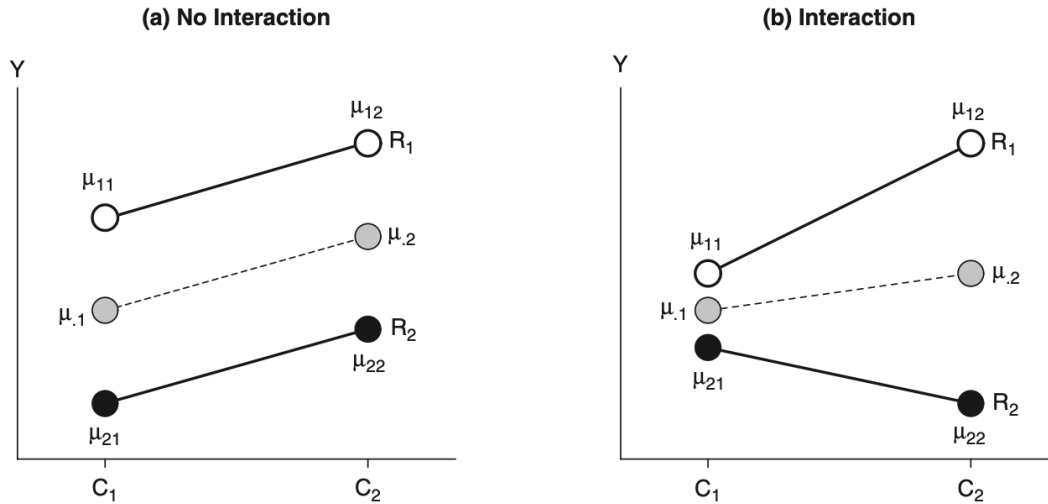 (a) No Interaction
Y
μ12
R1
μ11
μ.2
μ.1
R2
μ22
μ21
C1
C2
(b) Interaction
Y
μ12
R1
μ11
μ.2
μ.1
μ21
R2
μ22
C1
C2